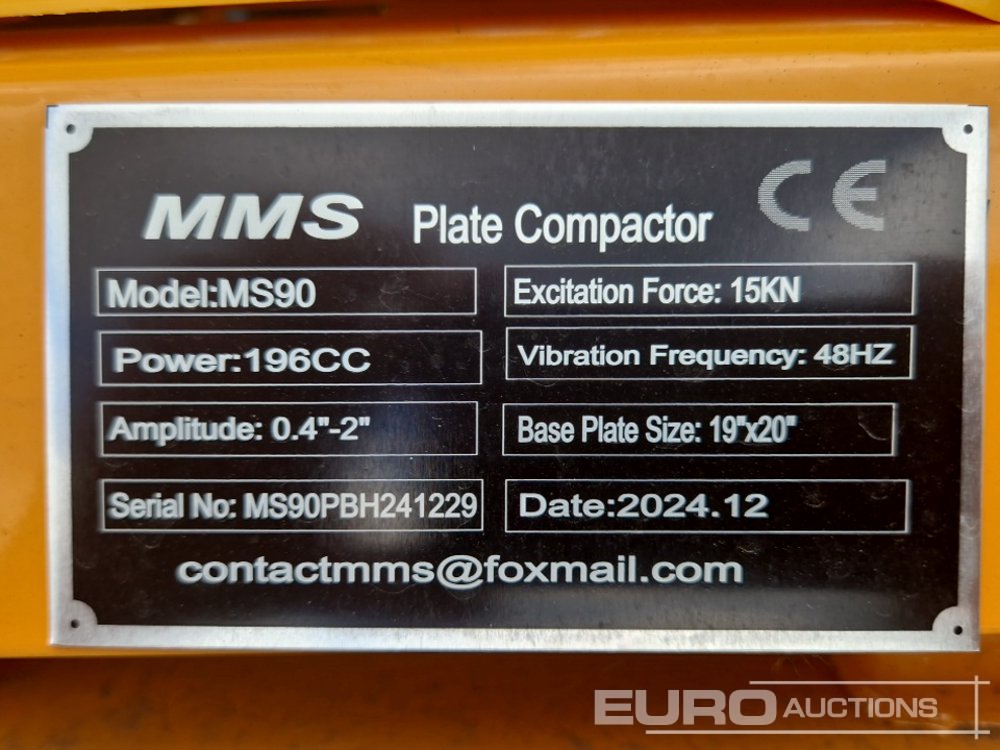 MMS Plate Compactor CE
Model:MS90
Excitation Force: 15KN
Power:196CC
Vibration Frequency: 48HZ
Amplitude: 0.4"-2"
Base Plate Size: 19"x20"
Serial No: MS90PBH241229
Date:2024.12
contactmms@foxmail.com
EURO AUCTIONS